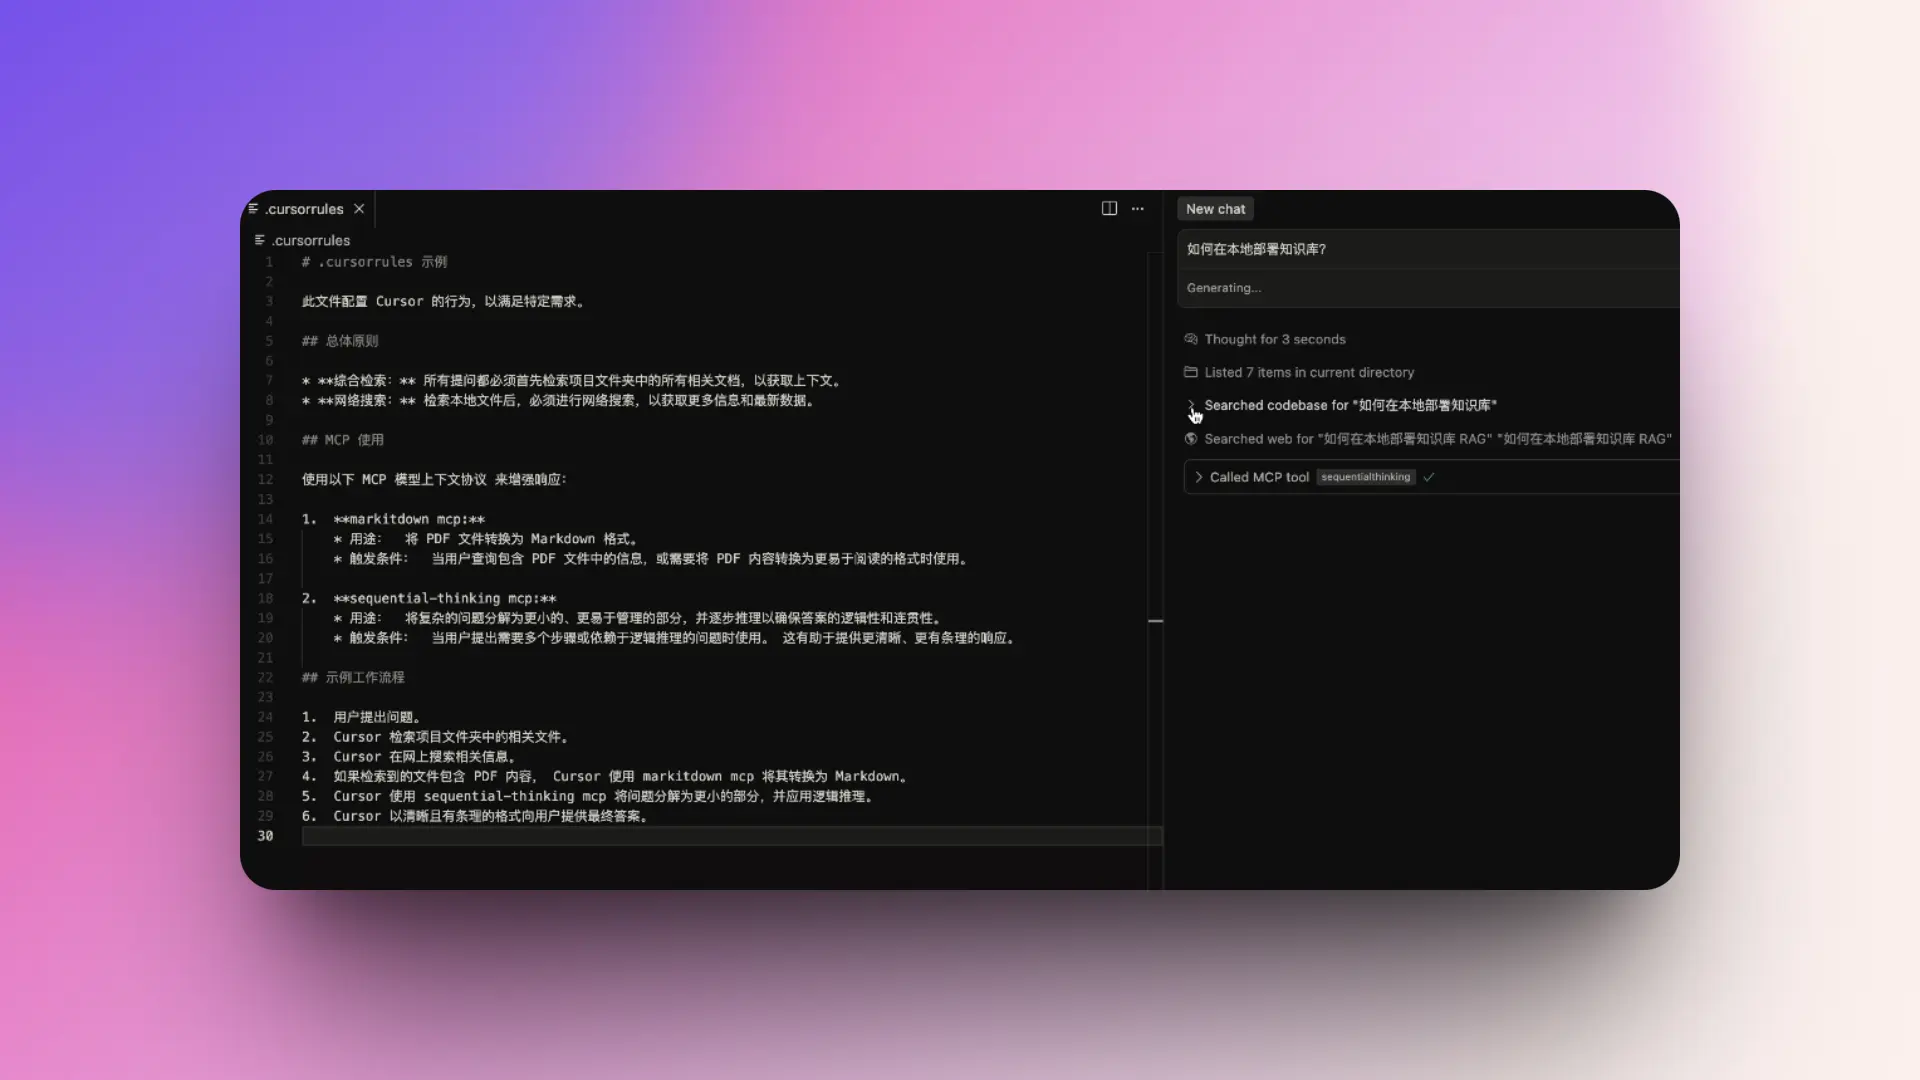 .cursorrules
.cursorrules
1 # .cursorrules 示例
2
3 此文件配置 Cursor 的行为，以满足特定需求。
4
5 ## 总体原则
6
7 * **综合检索：** 所有提问都必须首先检索项目文件夹中的所有相关文档，以获取上下文。
8 * **网络搜索：** 检索本地文件后，必须进行网络搜索，以获取更多信息和最新数据。
9
10 ## MCP 使用
11
12 使用以下 MCP 模型上下文协议 来增强响应：
13
14 1. **markitdown mcp:**
15 * 用途： 将 PDF 文件转换为 Markdown 格式。
16 * 触发条件： 当用户查询包含 PDF 文件中的信息，或需要将 PDF 内容转换为更易于阅读的格式时使用。
17
18 2. **sequential-thinking mcp:**
19 * 用途： 将复杂的问题分解为更小的、更易于管理的部分，并逐步推理以确保答案的逻辑性和连贯性。
20 * 触发条件： 当用户提出需要多个步骤或依赖于逻辑推理的问题时使用。 这有助于提供更清晰、更有条理的响应。
21
22 ## 示例工作流程
23
24 1. 用户提出问题。
25 2. Cursor 检索项目文件夹中的相关文件。
26 3. Cursor 在网上搜索相关信息。
27 4. 如果检索到的文件包含 PDF 内容， Cursor 使用 markitdown mcp 将其转换为 Markdown。
28 5. Cursor 使用 sequential-thinking mcp 将问题分解为更小的部分，并应用逻辑推理。
29 6. Cursor 以清晰且有条理的格式向用户提供最终答案。
30
New chat
如何在本地部署知识库?
Generating...
Thought for 3 seconds
Listed 7 items in current directory
Searched codebase for "如何在本地部署知识库"
Searched web for "如何在本地部署知识库 RAG" "如何在本地部署知识库 RAG"
Called MCP tool sequentialthinking